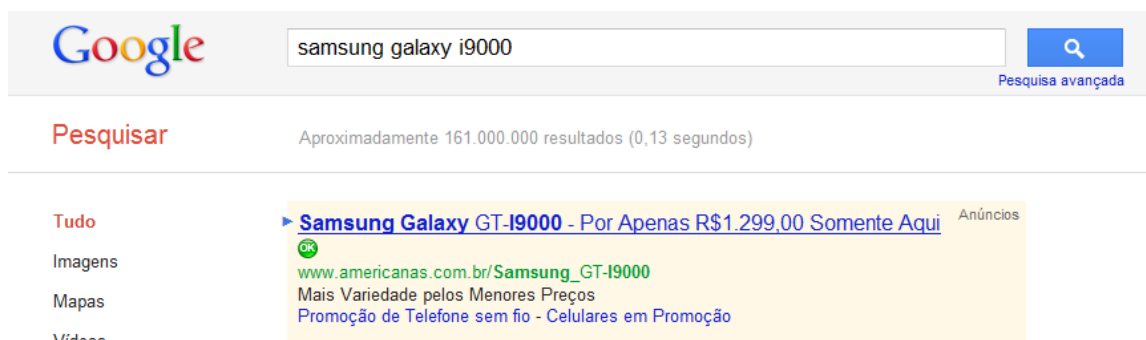 Google
samsung galaxy i9000
Pesquisa avançada
Pesquisar
Aproximadamente 161.000.000 resultados (0,13 segundos)
Tudo
Imagens
Mapas
Vídeos
Samsung Galaxy GT-I9000 - Por Apenas R$1.299,00 Somente Aqui
Anúncios
OK
www.americanas.com.br/Samsung_GT-I9000
Mais Variedade pelos Menores Preços
Promoção de Telefone sem fio - Celulares em Promoção